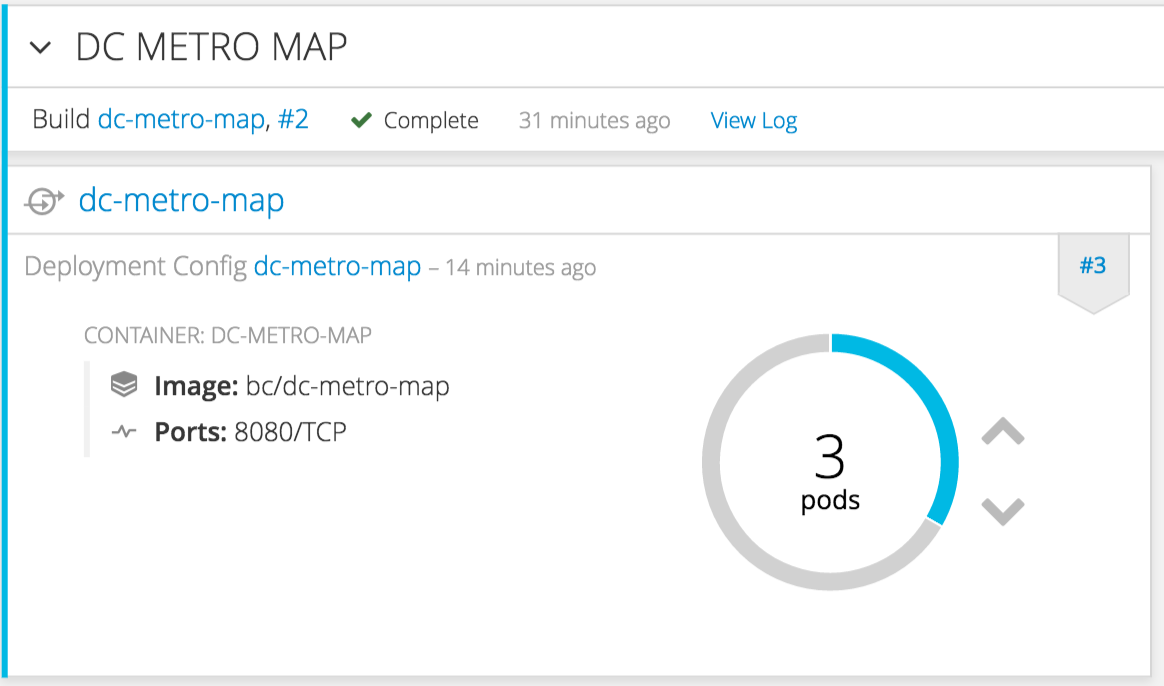 DC METRO MAP
Build dc-metro-map, #2 Complete 31 minutes ago View Log
dc-metro-map
Deployment Config dc-metro-map – 14 minutes ago
#3
CONTAINER: DC-METRO-MAP
Image: bc/dc-metro-map
Ports: 8080/TCP
3
pods